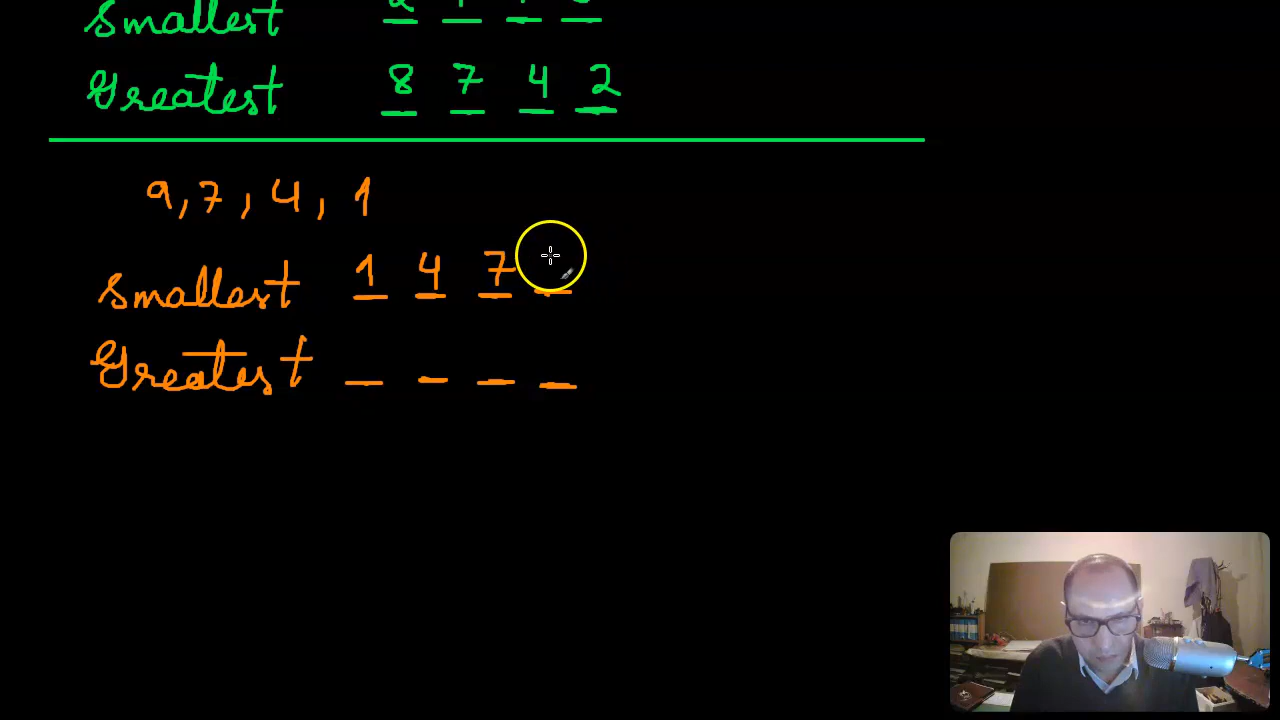 Smallest
Greatest 8 7 4 2
9, 7, 4, 1
Smallest 1 4 7 _
Greatest _ _ _ _